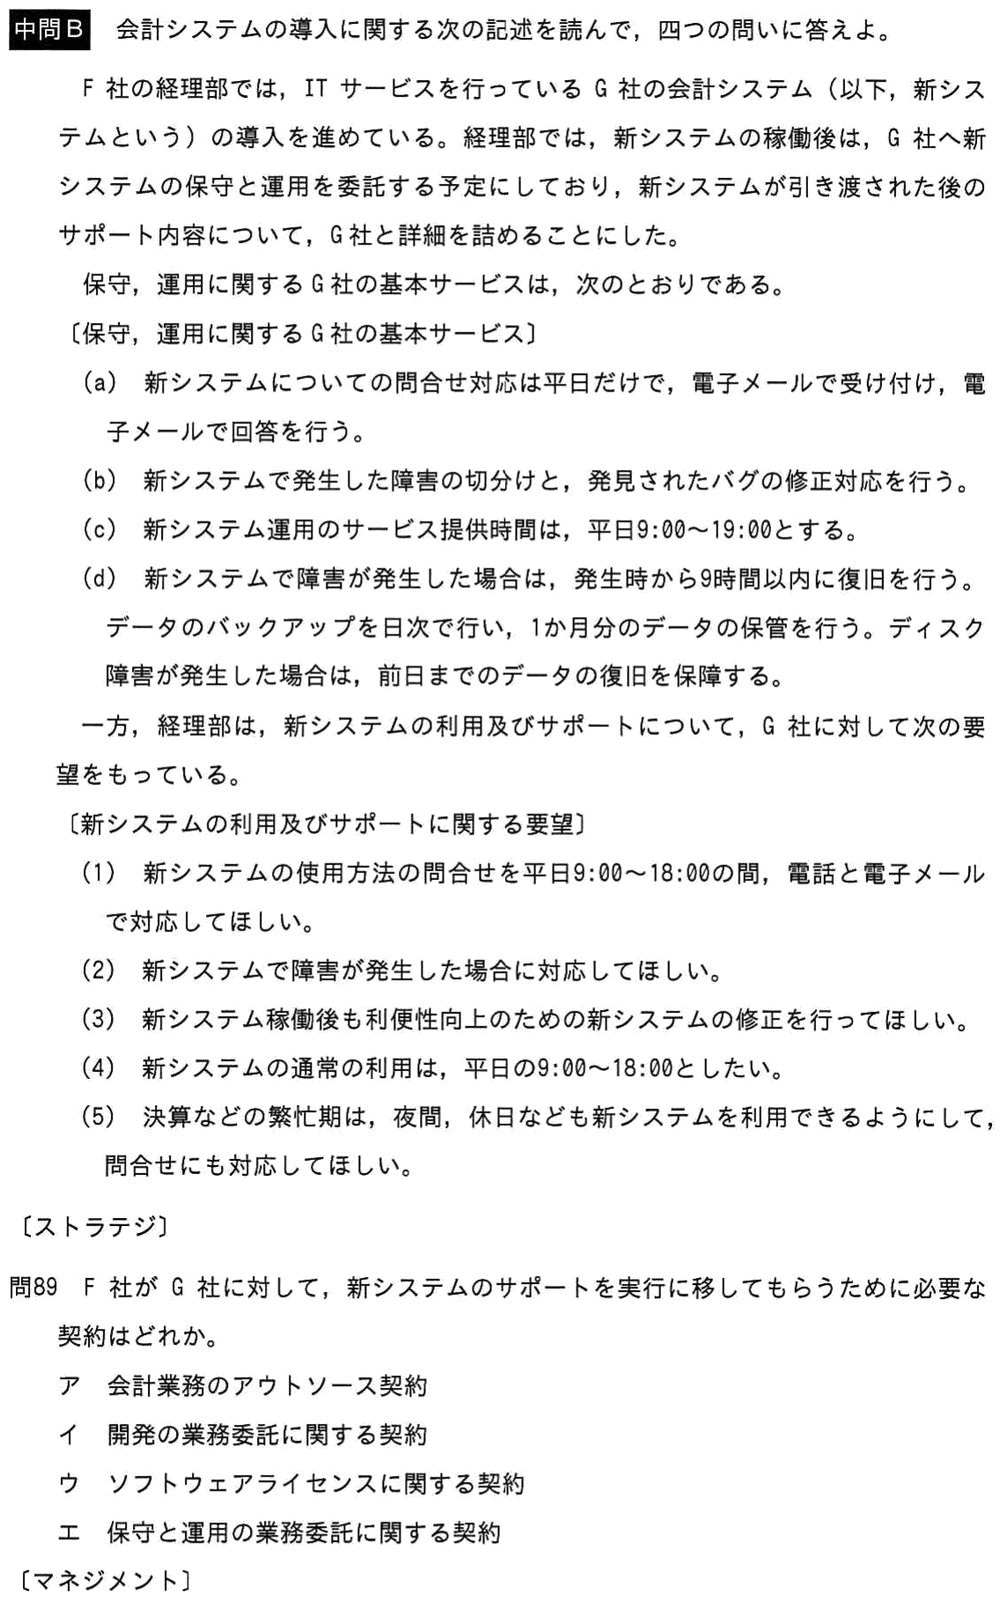 中問B 会計システムの導入に関する次の記述を読んで，四つの問いに答えよ。
F 社の経理部では，IT サービスを行っている G 社の会計システム（以下，新シス
テムという）の導入を進めている。経理部では，新システムの稼働後は，G 社へ新
システムの保守と運用を委託する予定にしており，新システムが引き渡された後の
サポート内容について，G社と詳細を詰めることにした。
保守，運用に関するG社の基本サービスは，次のとおりである。
〔保守，運用に関するG社の基本サービス〕
(a) 新システムについての問合せ対応は平日だけで，電子メールで受け付け，電
子メールで回答を行う。
(b) 新システムで発生した障害の切分けと，発見されたバグの修正対応を行う。
(c) 新システム運用のサービス提供時間は，平日9:00～19:00とする。
(d) 新システムで障害が発生した場合は，発生時から9時間以内に復旧を行う。
データのバックアップを日次で行い，1か月分のデータの保管を行う。ディスク
障害が発生した場合は，前日までのデータの復旧を保障する。
一方，経理部は，新システムの利用及びサポートについて，G 社に対して次の要
望をもっている。
〔新システムの利用及びサポートに関する要望〕
(1) 新システムの使用方法の問合せを平日9:00～18:00の間，電話と電子メール
で対応してほしい。
(2) 新システムで障害が発生した場合に対応してほしい。
(3) 新システム稼働後も利便性向上のための新システムの修正を行ってほしい。
(4) 新システムの通常の利用は，平日の9:00～18:00としたい。
(5) 決算などの繁忙期は，夜間，休日なども新システムを利用できるようにして，
問合せにも対応してほしい。
〔ストラテジ〕
問89 F 社が G 社に対して，新システムのサポートを実行に移してもらうために必要な
契約はどれか。
ア 会計業務のアウトソース契約
イ 開発の業務委託に関する契約
ウ ソフトウェアライセンスに関する契約
エ 保守と運用の業務委託に関する契約
〔マネジメント〕